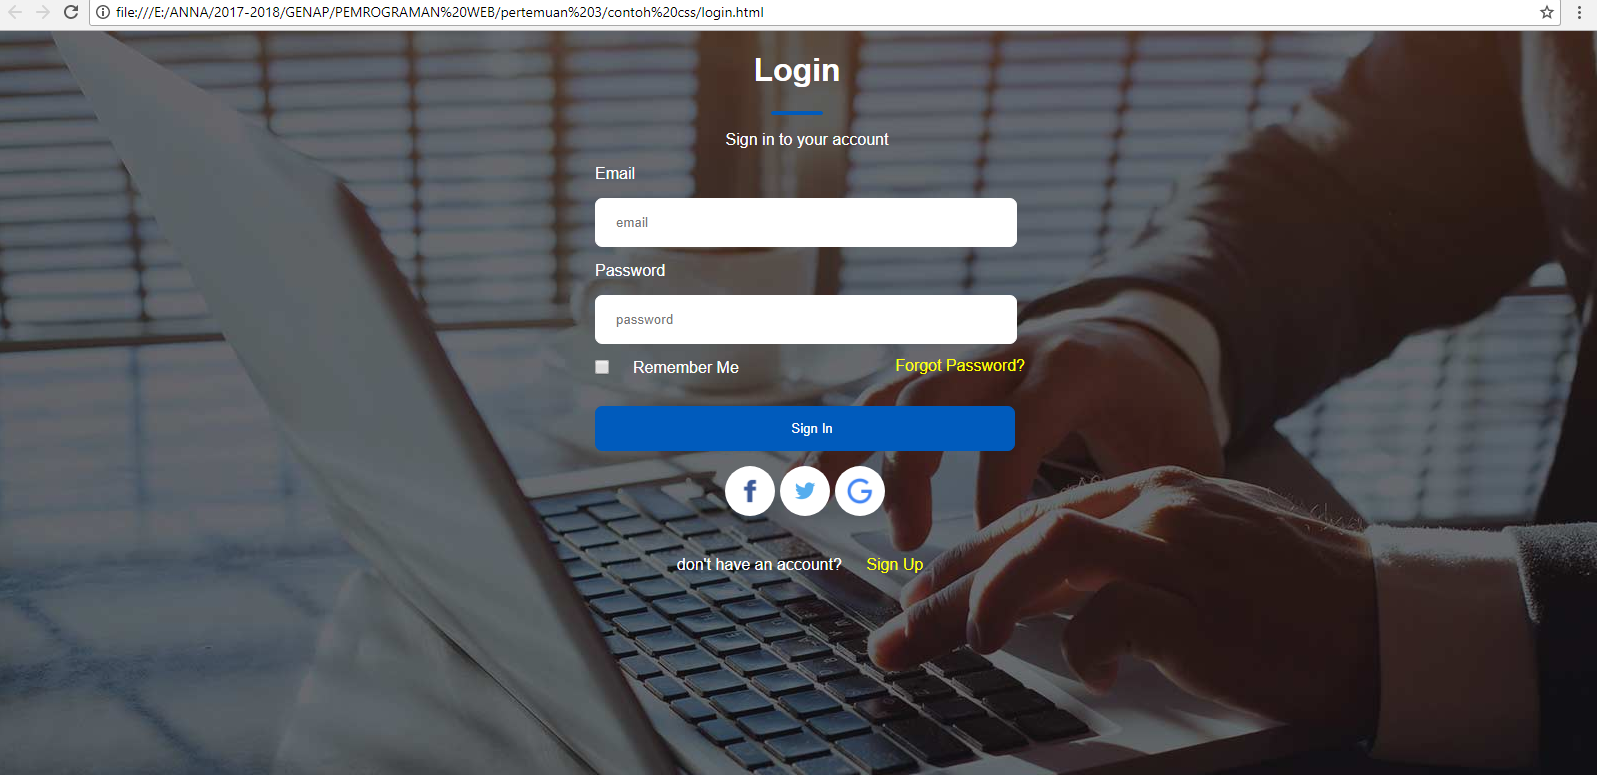 file:///E:/ANNA/2017-2018/GENAP/PEMROGRAMAN%20WEB/pertemuan%203/contoh%20css/login.html
Login
Sign in to your account
Email
email
Password
password
Remember Me Forgot Password?
Sign In
don't have an account? Sign Up